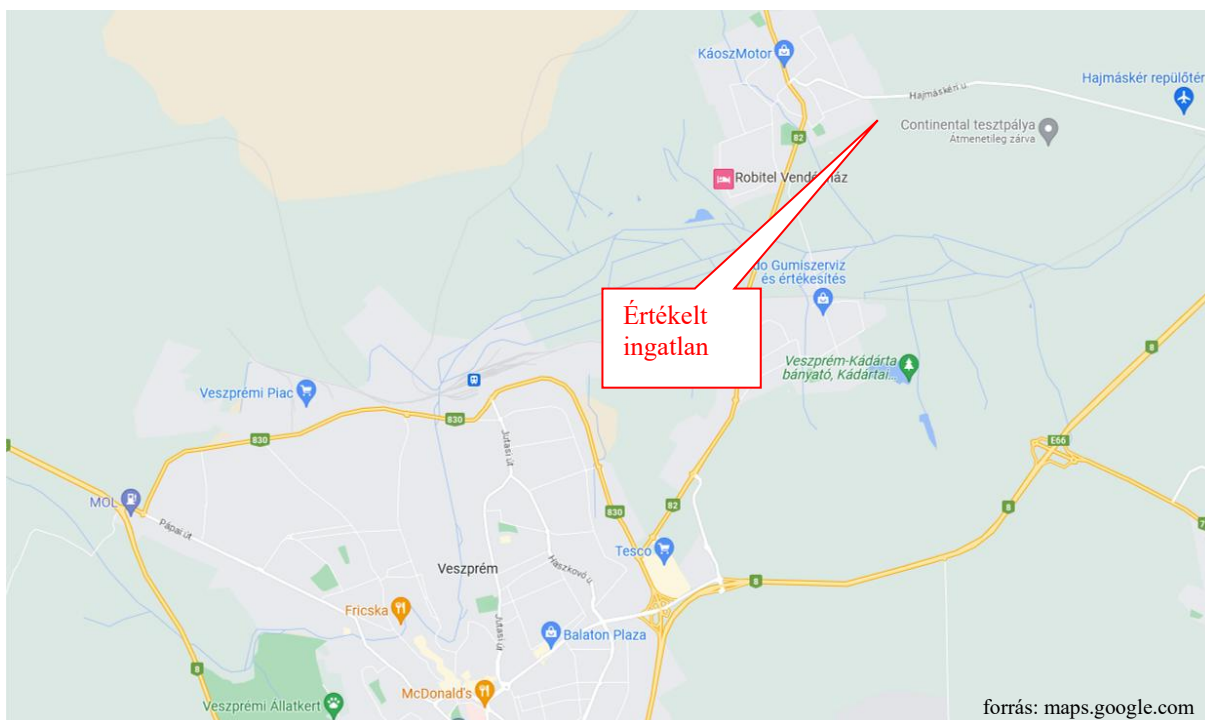 KáoszMotor
Hajmáskéri u.
Hajmáskér repülőtér
Continental tesztpálya
Átmenetileg zárva
82
Robitel Vendégház
do Gumiszerviz
és értékesítés
Értékelt
ingatlan
Veszprém-Kádárta
bányató, Kádártai...
8
Veszprémi Piac
830
830
E66
Jutasi út
MOL
830
82
8
7
Pápai út
Tesco
Veszprém
Haszkovó u.
8
Fricska
Jutasi út
Balaton Plaza
8
McDonald's
Veszprémi Állatkert
forrás: maps.google.com